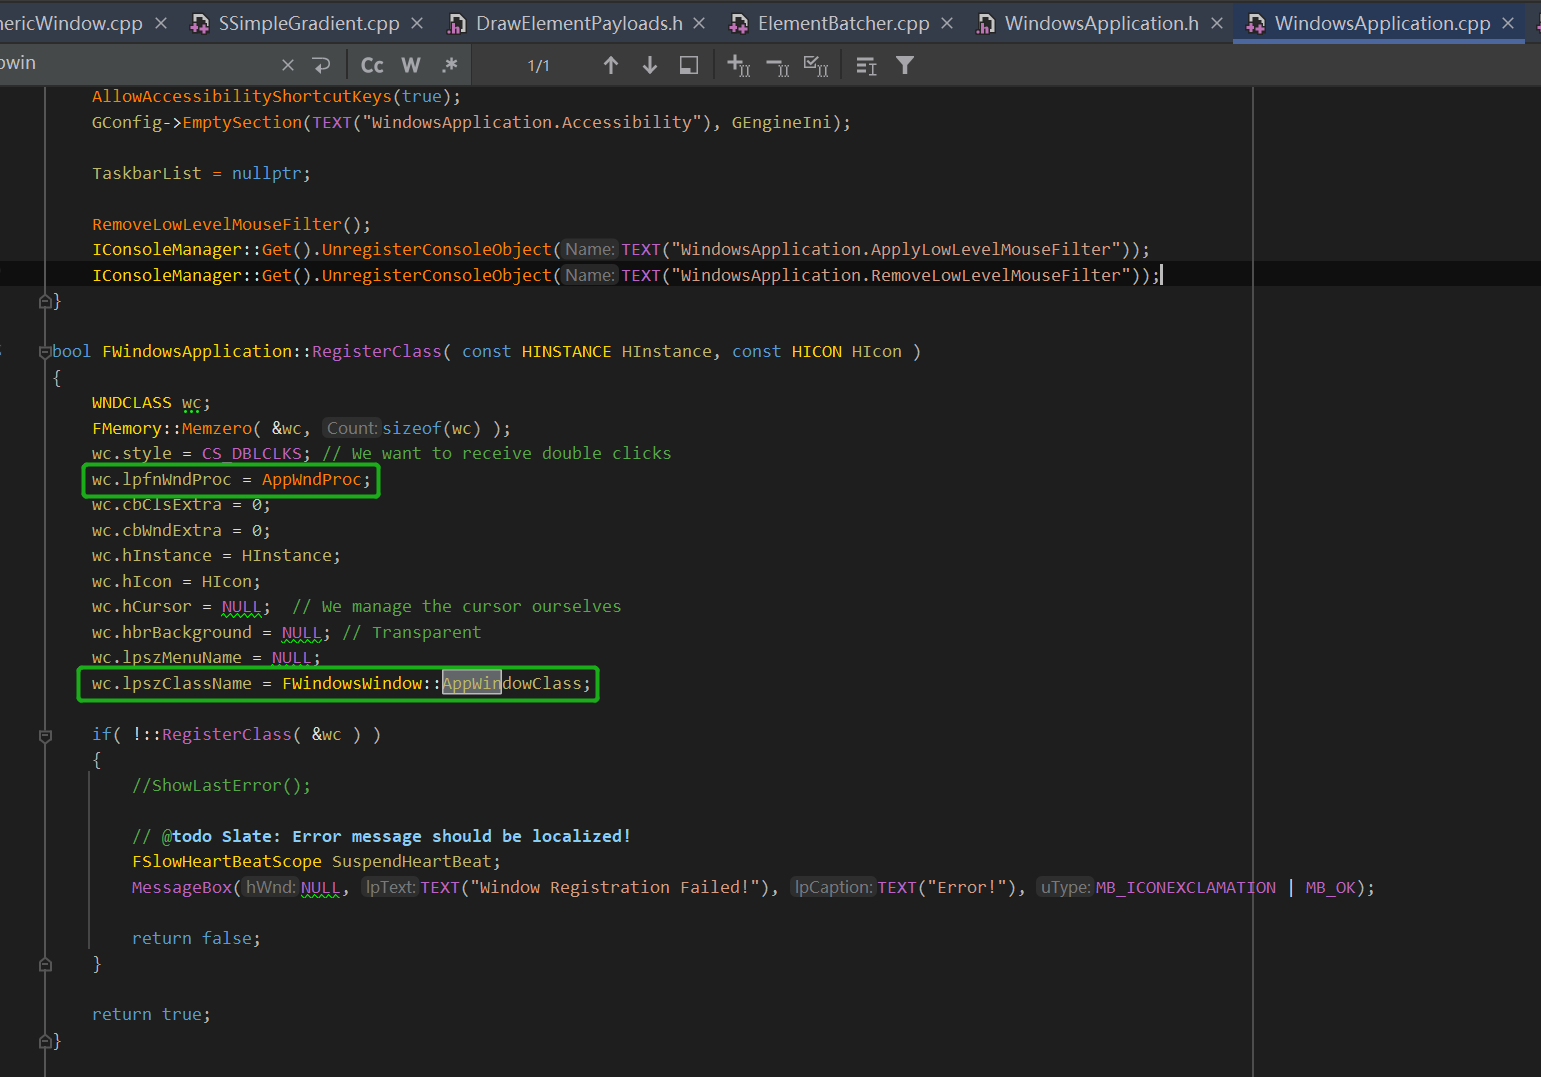 nericWindow.cpp × SSimpleGradient.cpp × DrawElementPayloads.h × ElementBatcher.cpp × WindowsApplication.h × WindowsApplication.cpp ×
owin × Cc W .* 1/1
AllowAccessibilityShortcutKeys(true);
GConfig->EmptySection(TEXT("WindowsApplication.Accessibility"), GEngineIni);
TaskbarList = nullptr;
RemoveLowLevelMouseFilter();
IConsoleManager::Get().UnregisterConsoleObject( Name: TEXT("WindowsApplication.ApplyLowLevelMouseFilter"));
IConsoleManager::Get().UnregisterConsoleObject( Name: TEXT("WindowsApplication.RemoveLowLevelMouseFilter"));
}
bool FWindowsApplication::RegisterClass( const HINSTANCE HInstance, const HICON HIcon )
{
WNDCLASS wc;
FMemory::Memzero( &wc, Count: sizeof(wc) );
wc.style = CS_DBLCLKS; // We want to receive double clicks
wc.lpfnWndProc = AppWndProc;
wc.cbClsExtra = 0;
wc.cbWndExtra = 0;
wc.hInstance = HInstance;
wc.hIcon = HIcon;
wc.hCursor = NULL; // We manage the cursor ourselves
wc.hbrBackground = NULL; // Transparent
wc.lpszMenuName = NULL;
wc.lpszClassName = FWindowsWindow::AppWindowClass;
if( !::RegisterClass( &wc ) )
{
//ShowLastError();
// @todo Slate: Error message should be localized!
FSlowHeartBeatScope SuspendHeartBeat;
MessageBox( hWnd: NULL, lpText: TEXT("Window Registration Failed!"), lpCaption: TEXT("Error!"), uType: MB_ICONEXCLAMATION | MB_OK);
return false;
}
return true;
}